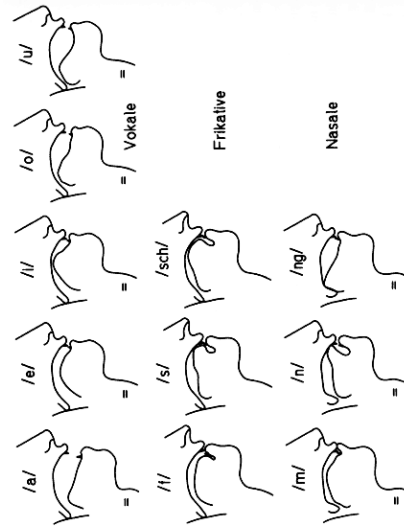 /a/ /e/ /i/ /o/ /u/
Vokale
/f/ /s/ /sch/
Frikative
/m/ /n/ /ng/
Nasale